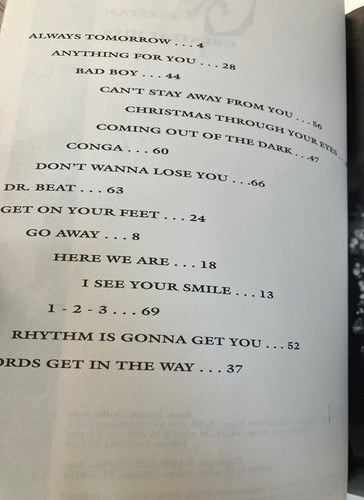 ALWAYS TOMORROW . . . 4
ANYTHING FOR YOU . . . 28
BAD BOY . . . 44
CAN'T STAY AWAY FROM YOU . . . 56
CHRISTMAS THROUGH YOUR EYES . . .
COMING OUT OF THE DARK . . .47
CONGA . . . 60
DON'T WANNA LOSE YOU . . .66
DR. BEAT . . . 63
GET ON YOUR FEET . . . 24
GO AWAY . . . 8
HERE WE ARE . . . 18
I SEE YOUR SMILE . . . 13
1 - 2 - 3 . . . 69
RHYTHM IS GONNA GET YOU . . . 52
ORDS GET IN THE WAY . . . 37